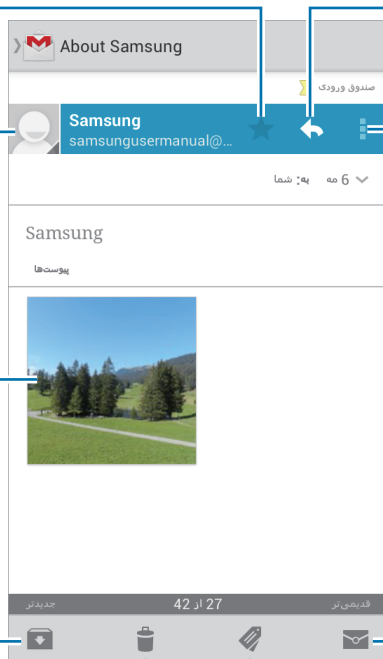 About Samsung
صندوق ورودی
Samsung
samsungusermanual@...
6 مه به: شما
Samsung
پیوست‌ها
جدیدتر 27 از 42 قدیمی‌تر